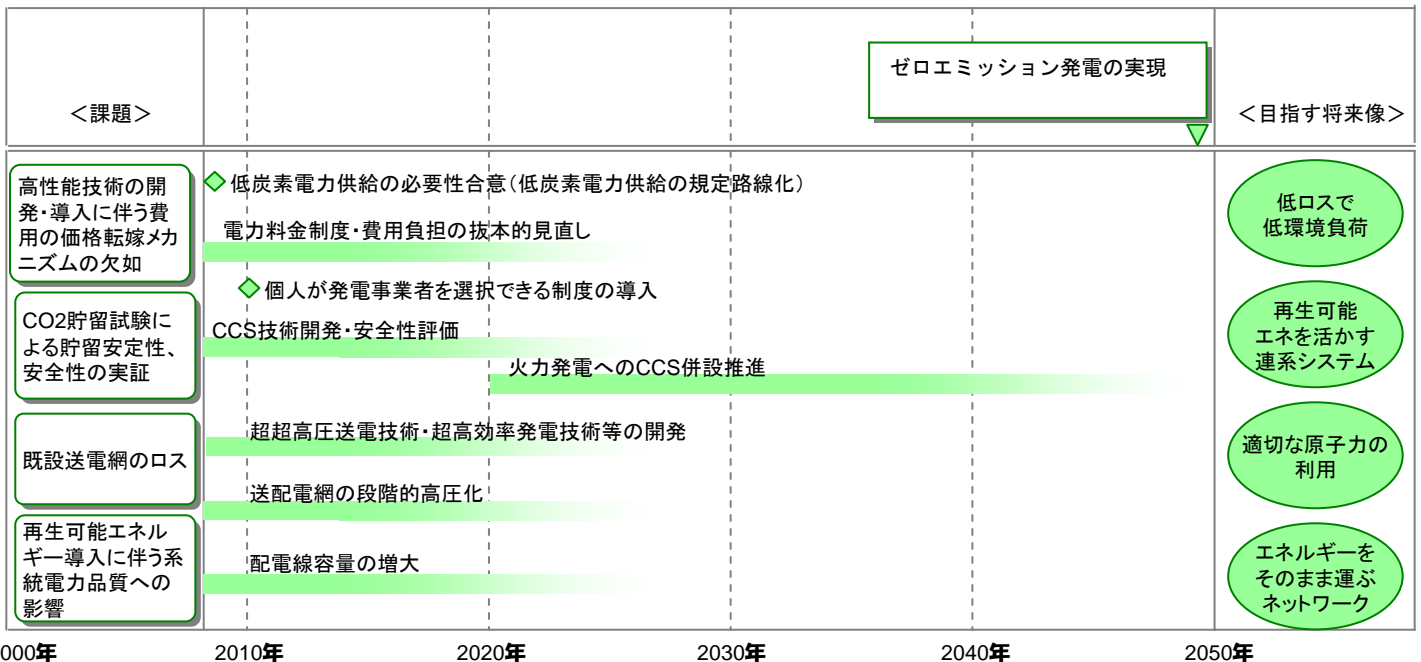 ゼロエミッション発電の実現
＜課題＞
＜目指す将来像＞
高性能技術の開
発・導入に伴う費
用の価格転嫁メカ
ニズムの欠如
CO2貯留試験に
よる貯留安定性、
安全性の実証
既設送電網のロス
再生可能エネル
ギー導入に伴う系
統電力品質への
影響
低炭素電力供給の必要性合意（低炭素電力供給の規定路線化）
電力料金制度・費用負担の抜本的見直し
個人が発電事業者を選択できる制度の導入
CCS技術開発・安全性評価
火力発電へのCCS併設推進
超超高圧送電技術・超高効率発電技術等の開発
送配電網の段階的高圧化
配電線容量の増大
低ロスで
低環境負荷
再生可能
エネを活かす
連系システム
適切な原子力の
利用
エネルギーを
そのまま運ぶ
ネットワーク
000年
2010年
2020年
2030年
2040年
2050年